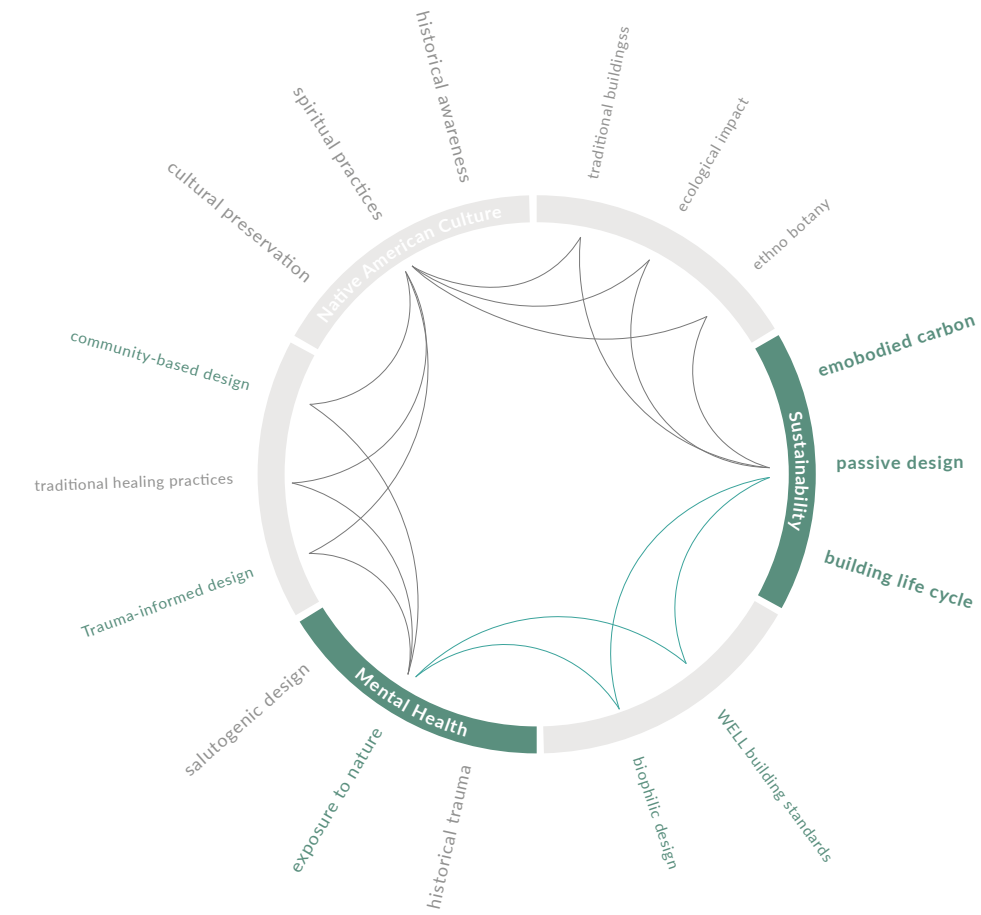 historical awareness
traditional buildingss
ecological impact
ethno botany
spiritual practices
cultural preservation
Native American Culture
community-based design
emobodied carbon
Sustainability
passive design
traditional healing practices
building life cycle
Trauma-informed design
salutogenic design
Mental Health
exposure to nature
historical trauma
biophilic design
WELL building standards